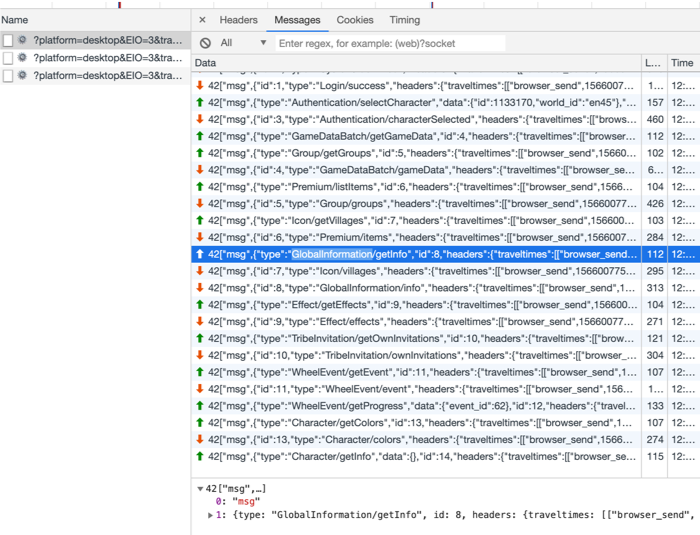 Name
× Headers Messages Cookies Timing
?platform=desktop&EIO=3&tra…
?platform=desktop&EIO=3&tra…
?platform=desktop&EIO=3&tra…
All ▼ Enter regex, for example: (web)?socket
Data L… Time
42["msg",{"id":1,"type":"Login/success","headers":{"traveltimes":[["browser_send",1566007… 1… 12:…
42["msg",{"type":"Authentication/selectCharacter","data":{"id":1133170,"world_id":"en45"},"… 157 12:…
42["msg",{"id":3,"type":"Authentication/characterSelected","headers":{"traveltimes":[["brows… 460 12:…
42["msg",{"type":"GameDataBatch/getGameData","id":4,"headers":{"traveltimes":[["browser… 112 12:…
42["msg",{"type":"Group/getGroups","id":5,"headers":{"traveltimes":[["browser_send",15660… 102 12:…
42["msg",{"id":4,"type":"GameDataBatch/gameData","headers":{"traveltimes":[["browser_se… 6… 12:…
42["msg",{"type":"Premium/listItems","id":6,"headers":{"traveltimes":[["browser_send",1566… 104 12:…
42["msg",{"id":5,"type":"Group/groups","headers":{"traveltimes":[["browser_send",15660077… 426 12:…
42["msg",{"type":"Icon/getVillages","id":7,"headers":{"traveltimes":[["browser_send",156600… 103 12:…
42["msg",{"id":6,"type":"Premium/items","headers":{"traveltimes":[["browser_send",1566007… 284 12:…
42["msg",{"type":"GlobalInformation/getInfo","id":8,"headers":{"traveltimes":[["browser_send… 112 12:…
42["msg",{"id":7,"type":"Icon/villages","headers":{"traveltimes":[["browser_send",156600775… 295 12:…
42["msg",{"id":8,"type":"GlobalInformation/info","headers":{"traveltimes":[["browser_send",1… 313 12:…
42["msg",{"type":"Effect/getEffects","id":9,"headers":{"traveltimes":[["browser_send",156600… 104 12:…
42["msg",{"id":9,"type":"Effect/effects","headers":{"traveltimes":[["browser_send",15660077… 271 12:…
42["msg",{"type":"TribeInvitation/getOwnInvitations","id":10,"headers":{"traveltimes":[["brow… 121 12:…
42["msg",{"id":10,"type":"TribeInvitation/ownInvitations","headers":{"traveltimes":[["browser_… 304 12:…
42["msg",{"type":"WheelEvent/getEvent","id":11,"headers":{"traveltimes":[["browser_send",1… 107 12:…
42["msg",{"id":11,"type":"WheelEvent/event","headers":{"traveltimes":[["browser_send",156… 1… 12:…
42["msg",{"type":"WheelEvent/getProgress","data":{"event_id":62},"id":12,"headers":{"travel… 133 12:…
42["msg",{"type":"Character/getColors","id":13,"headers":{"traveltimes":[["browser_send",1… 107 12:…
42["msg",{"id":13,"type":"Character/colors","headers":{"traveltimes":[["browser_send",1566… 274 12:…
42["msg",{"type":"Character/getInfo","data":{},"id":14,"headers":{"traveltimes":[["browser_se… 115 12:…
▼42["msg",…]
0: "msg"
▶1: {type: "GlobalInformation/getInfo", id: 8, headers: {traveltimes: [["browser_send",